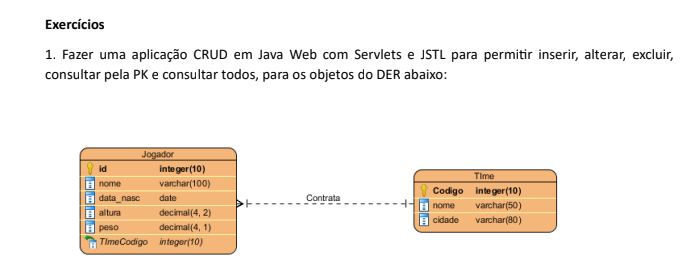 Exercícios
1. Fazer uma aplicação CRUD em Java Web com Servlets e JSTL para permitir inserir, alterar, excluir,
consultar pela PK e consultar todos, para os objetos do DER abaixo:
Jogador
id integer(10)
nome varchar(100)
data_nasc date
altura decimal(4, 2)
peso decimal(4, 1)
TImeCodigo integer(10)
Contrata
TIme
Codigo integer(10)
nome varchar(50)
cidade varchar(80)